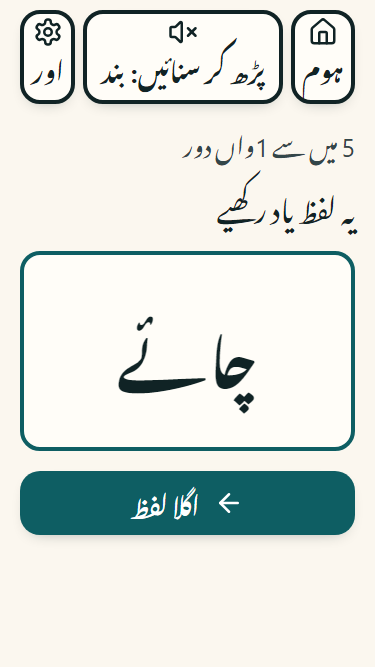 ہوم
پڑھ کر سنائیں: بند
اور
5 میں سے 1واں دور
یہ لفظ یاد رکھیے
چائے
اگلا لفظ